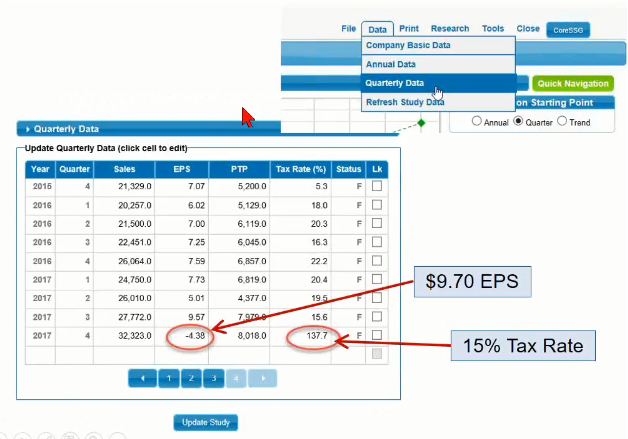 File Data Print Research Tools Close CoreSSG
Company Basic Data
Annual Data
Quarterly Data
Quick Navigation
Refresh Study Data
on Starting Point
Annual Quarter Trend
Quarterly Data
Update Quarterly Data (click cell to edit)
Year Quarter Sales EPS PTP Tax Rate (%) Status Lk
2015 4 21,329.0 7.07 5,200.0 5.3 F
2016 1 20,257.0 6.02 5,129.0 18.0 F
2016 2 21,500.0 7.00 6,119.0 20.3 F
2016 3 22,451.0 7.25 6,045.0 16.3 F
2016 4 26,064.0 7.59 6,857.0 22.2 F
2017 1 24,750.0 7.73 6,819.0 20.4 F
2017 2 26,010.0 5.01 4,377.0 19.5 F
2017 3 27,772.0 9.57 7,979.0 15.6 F
2017 4 32,323.0 -4.38 8,018.0 137.7 F
$9.70 EPS
15% Tax Rate
1 2 3 4
Update Study